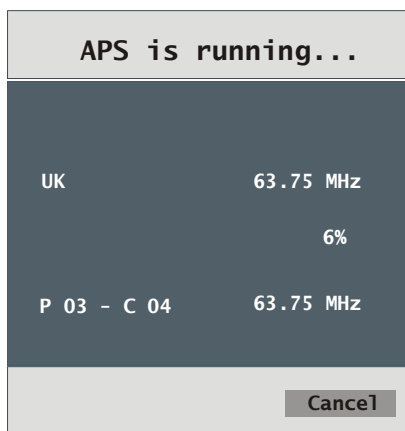 APS is running...
UK 63.75 MHz
6%
P 03 - C 04 63.75 MHz
Cancel